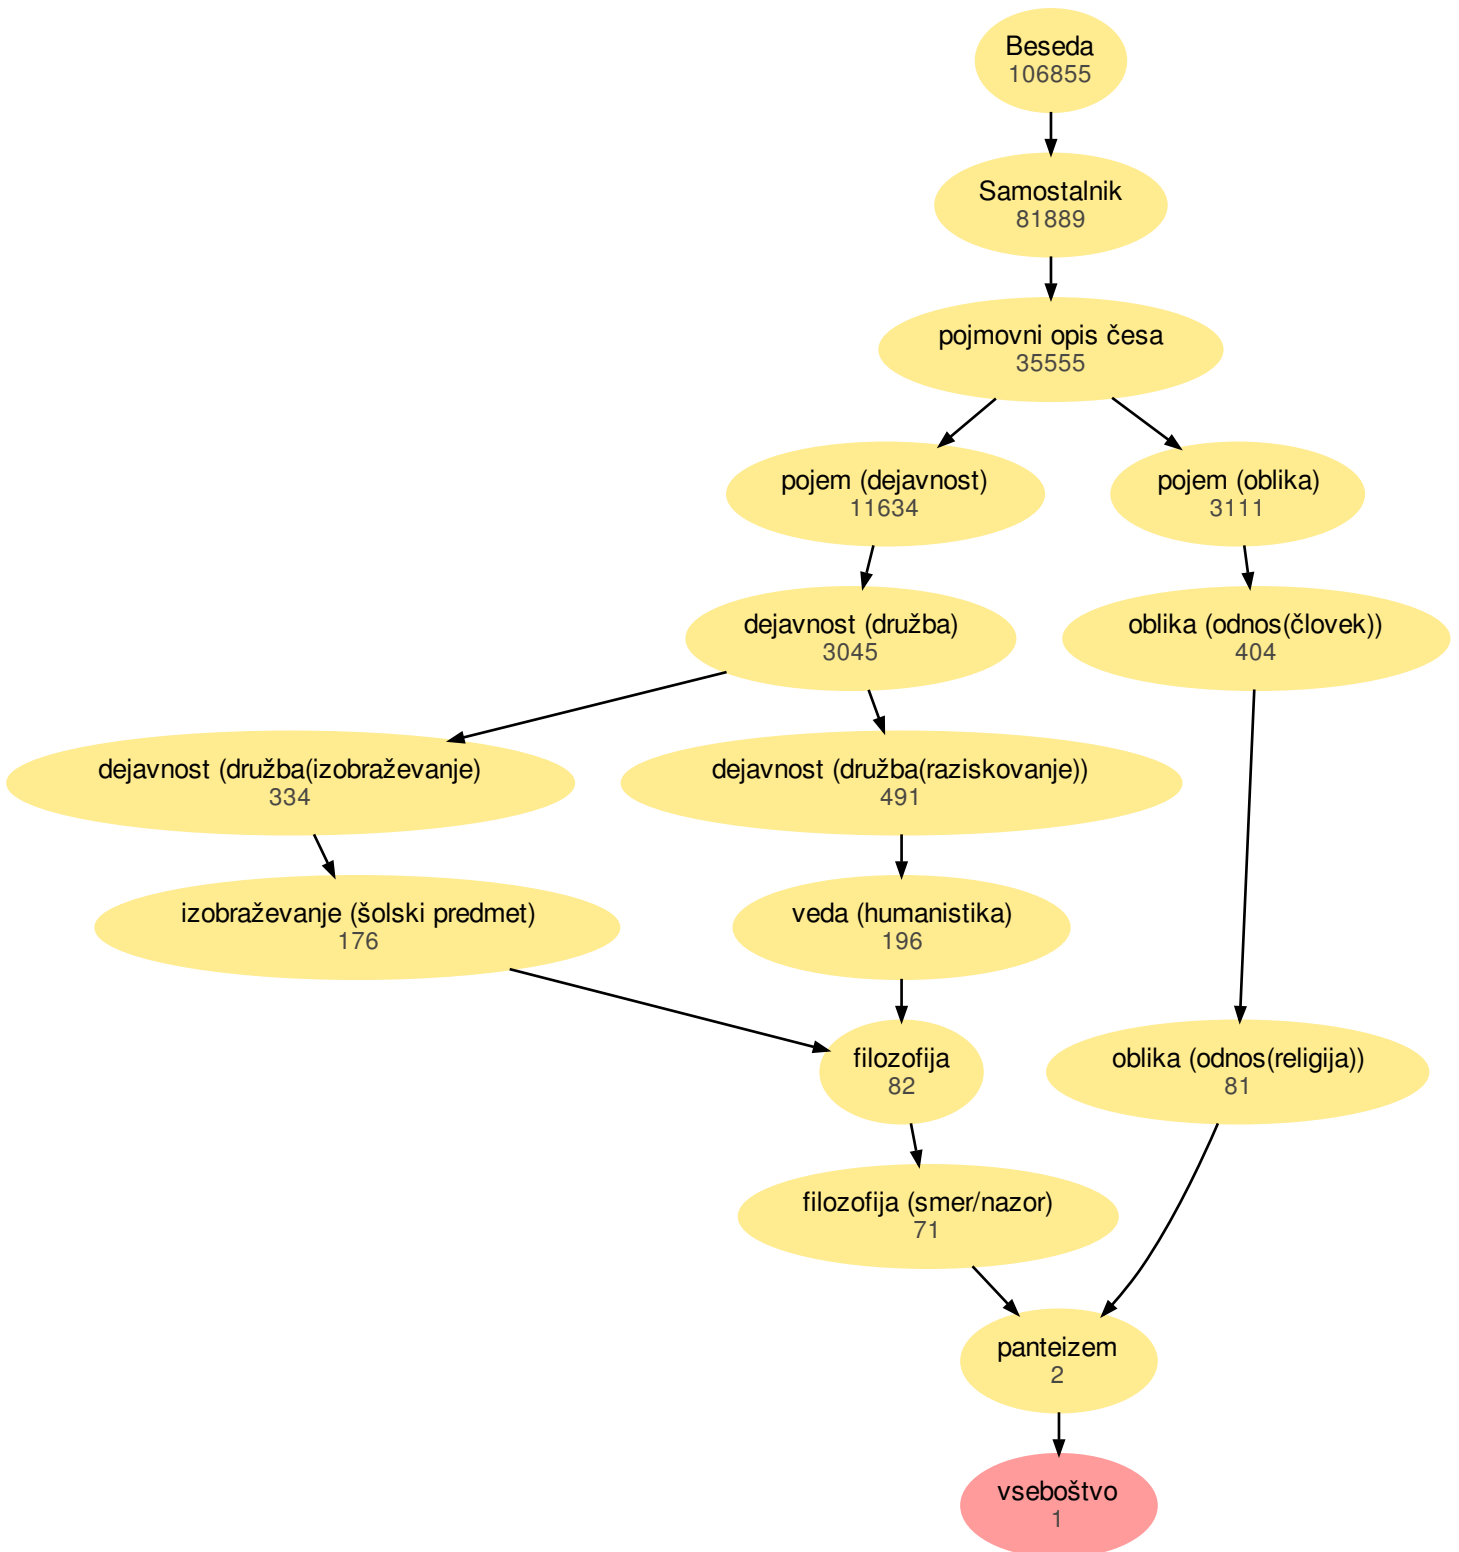 Beseda
106855
Samostalnik
81889
pojmovni opis česa
35555
pojem (dejavnost)
11634
pojem (oblika)
3111
dejavnost (družba)
3045
oblika (odnos(človek))
404
dejavnost (družba(izobraževanje)
334
dejavnost (družba(raziskovanje))
491
izobraževanje (šolski predmet)
176
veda (humanistika)
196
filozofija
82
oblika (odnos(religija))
81
filozofija (smer/nazor)
71
panteizem
2
vseboštvo
1